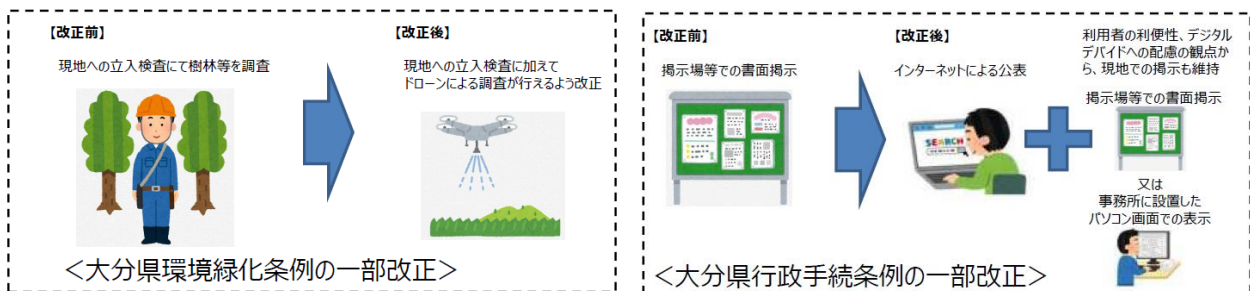 【改正前】
現地への立入検査にて樹林等を調査
【改正後】
現地への立入検査に加えて
ドローンによる調査が行えるよう改正
<大分県環境緑化条例の一部改正>
【改正前】
掲示場等での書面掲示
【改正後】
インターネットによる公表
SEARCH
利用者の利便性、デジタル
デバイドへの配慮の観点か
ら、現地での掲示も維持
掲示場等での書面掲示
又は
事務所に設置した
パソコン画面での表示
<大分県行政手続条例の一部改正>